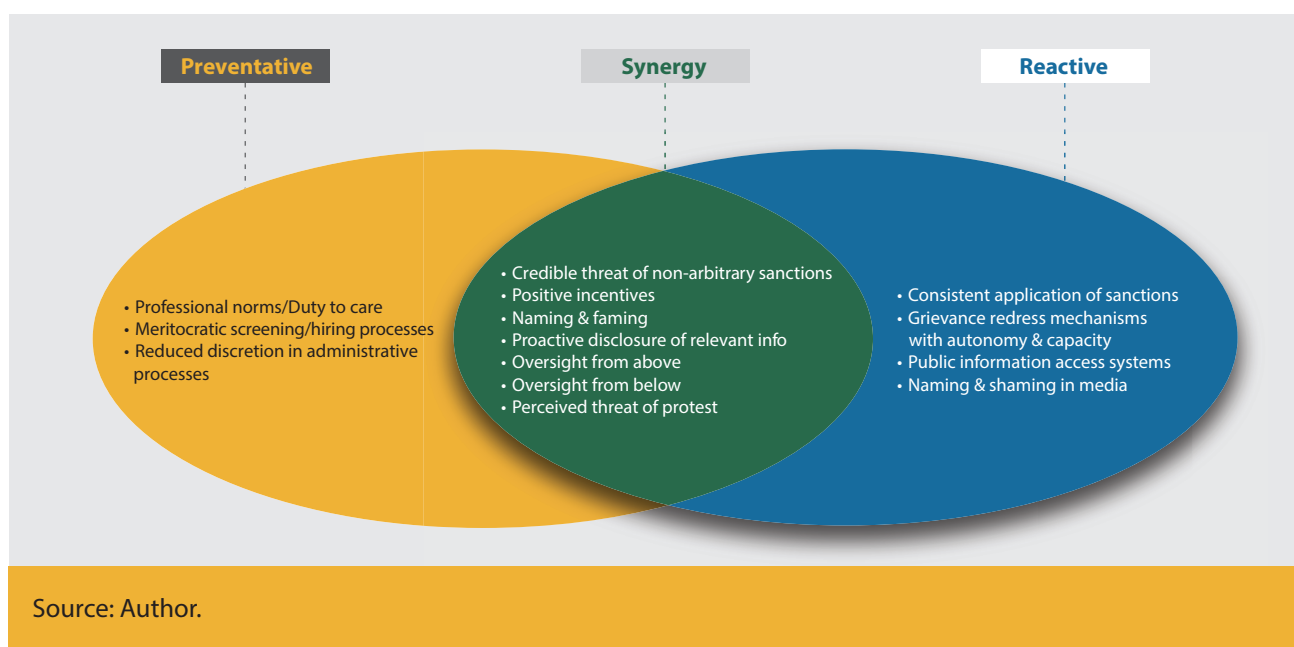 Preventative
Synergy
Reactive
• Professional norms/Duty to care
• Meritocratic screening/hiring processes
• Reduced discretion in administrative
processes
• Credible threat of non-arbitrary sanctions
• Positive incentives
• Naming & faming
• Proactive disclosure of relevant info
• Oversight from above
• Oversight from below
• Perceived threat of protest
• Consistent application of sanctions
• Grievance redress mechanisms
with autonomy & capacity
• Public information access systems
• Naming & shaming in media
Source: Author.